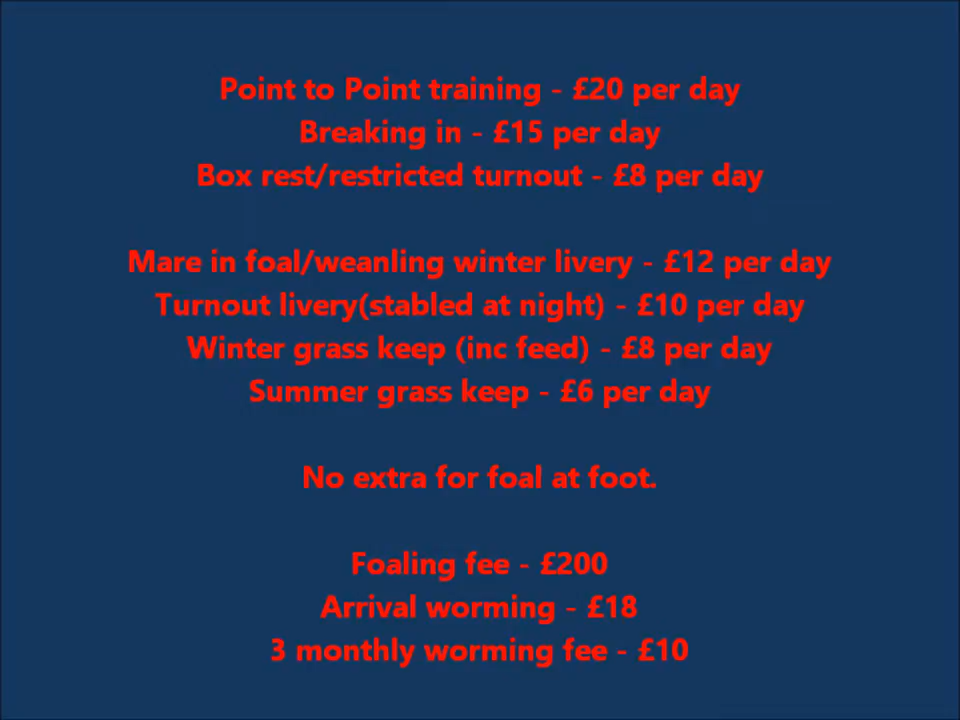 Point to Point training - £20 per day
Breaking in - £15 per day
Box rest/restricted turnout - £8 per day
Mare in foal/weanling winter livery - £12 per day
Turnout livery(stabled at night) - £10 per day
Winter grass keep (inc feed) - £8 per day
Summer grass keep - £6 per day
No extra for foal at foot.
Foaling fee - £200
Arrival worming - £18
3 monthly worming fee - £10